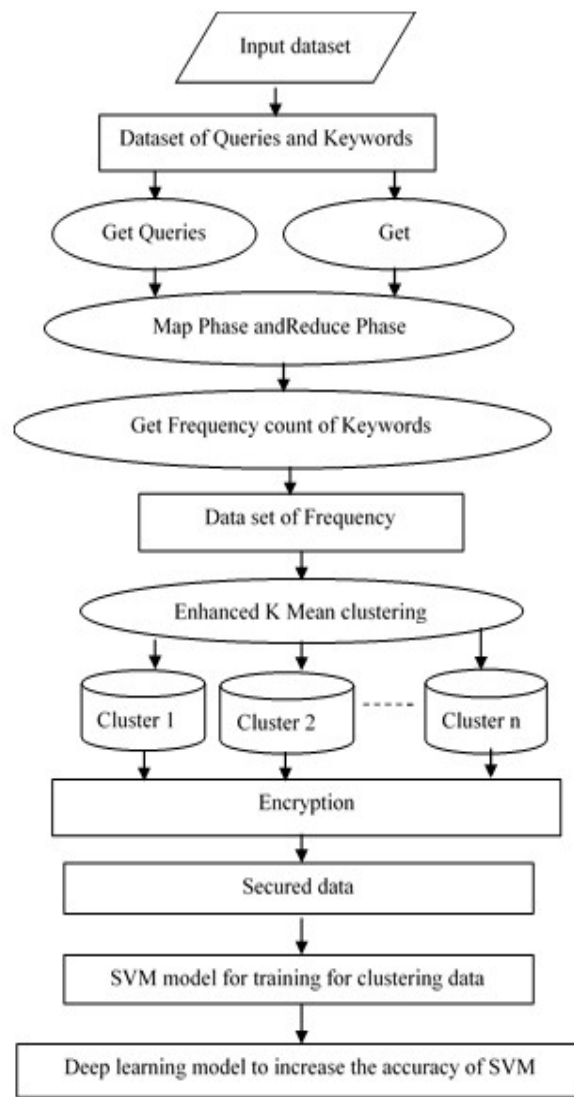 Input dataset
Dataset of Queries and Keywords
Get Queries
Get
Map Phase andReduce Phase
Get Frequency count of Keywords
Data set of Frequency
Enhanced K Mean clustering
Cluster 1
Cluster 2
Cluster n
Encryption
Secured data
SVM model for training for clustering data
Deep learning model to increase the accuracy of SVM